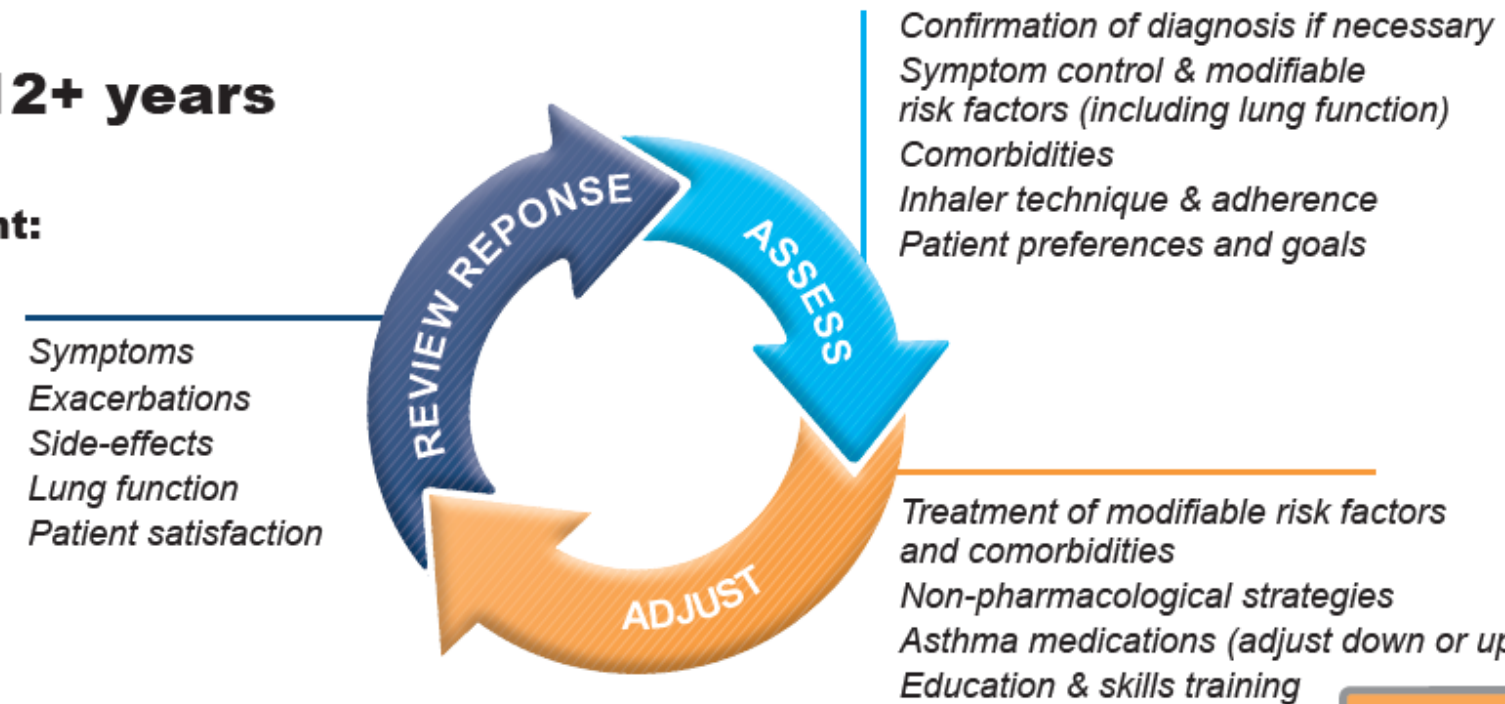 12+ years
nt:
REVIEW REPONSE
ASSESS
ADJUST
Confirmation of diagnosis if necessary
Symptom control & modifiable
risk factors (including lung function)
Comorbidities
Inhaler technique & adherence
Patient preferences and goals
Symptoms
Exacerbations
Side-effects
Lung function
Patient satisfaction
Treatment of modifiable risk factors
and comorbidities
Non-pharmacological strategies
Asthma medications (adjust down or up
Education & skills training